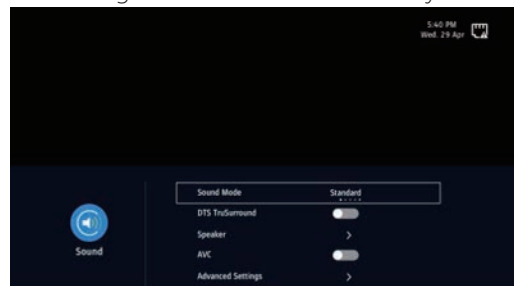 5:40 PM
Wed. 29 Apr
Sound Mode Standard
DTS TruSurround
Speaker >
AVC
Advanced Settings >
Sound